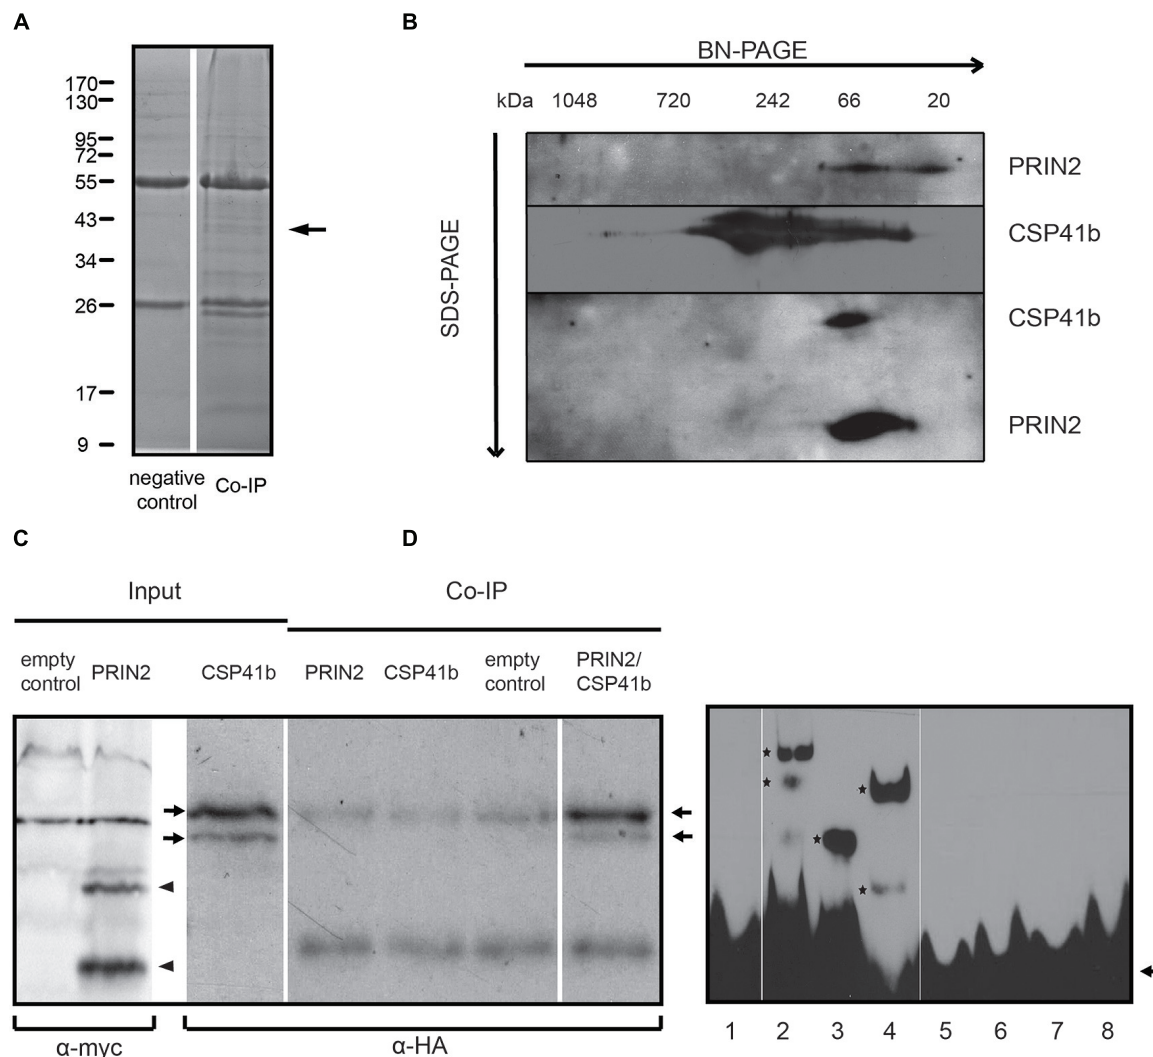 A
170
130
95
72
55
43
34
26
17
9
negative
control
Co-IP
B
BN-PAGE
kDa 1048 720 242 66 20
SDS-PAGE
PRIN2
CSP41b
CSP41b
PRIN2
C
Input
Co-IP
empty
control
PRIN2
CSP41b
PRIN2
CSP41b
empty
control
PRIN2/
CSP41b
α-myc
α-HA
D
1 2 3 4 5 6 7 8